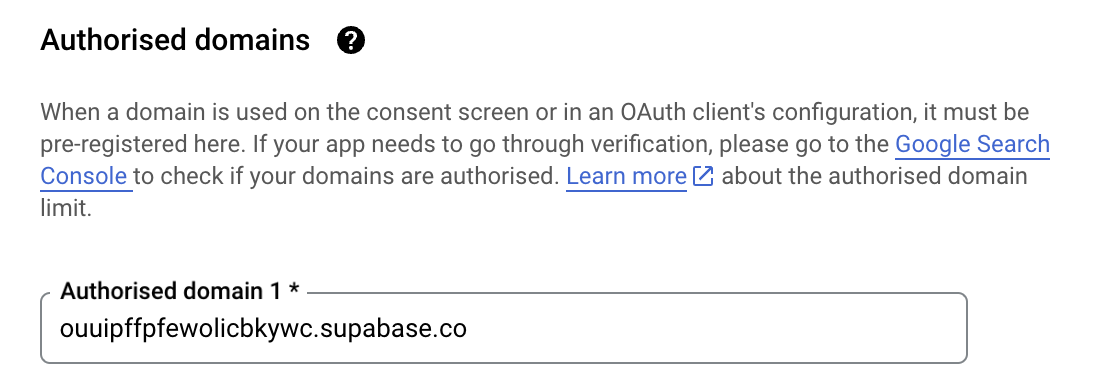 Authorised domains
When a domain is used on the consent screen or in an OAuth client's configuration, it must be
pre-registered here. If your app needs to go through verification, please go to the Google Search
Console to check if your domains are authorised. Learn more about the authorised domain
limit.
Authorised domain 1 *
ouuipffpfewolicbkywc.supabase.co